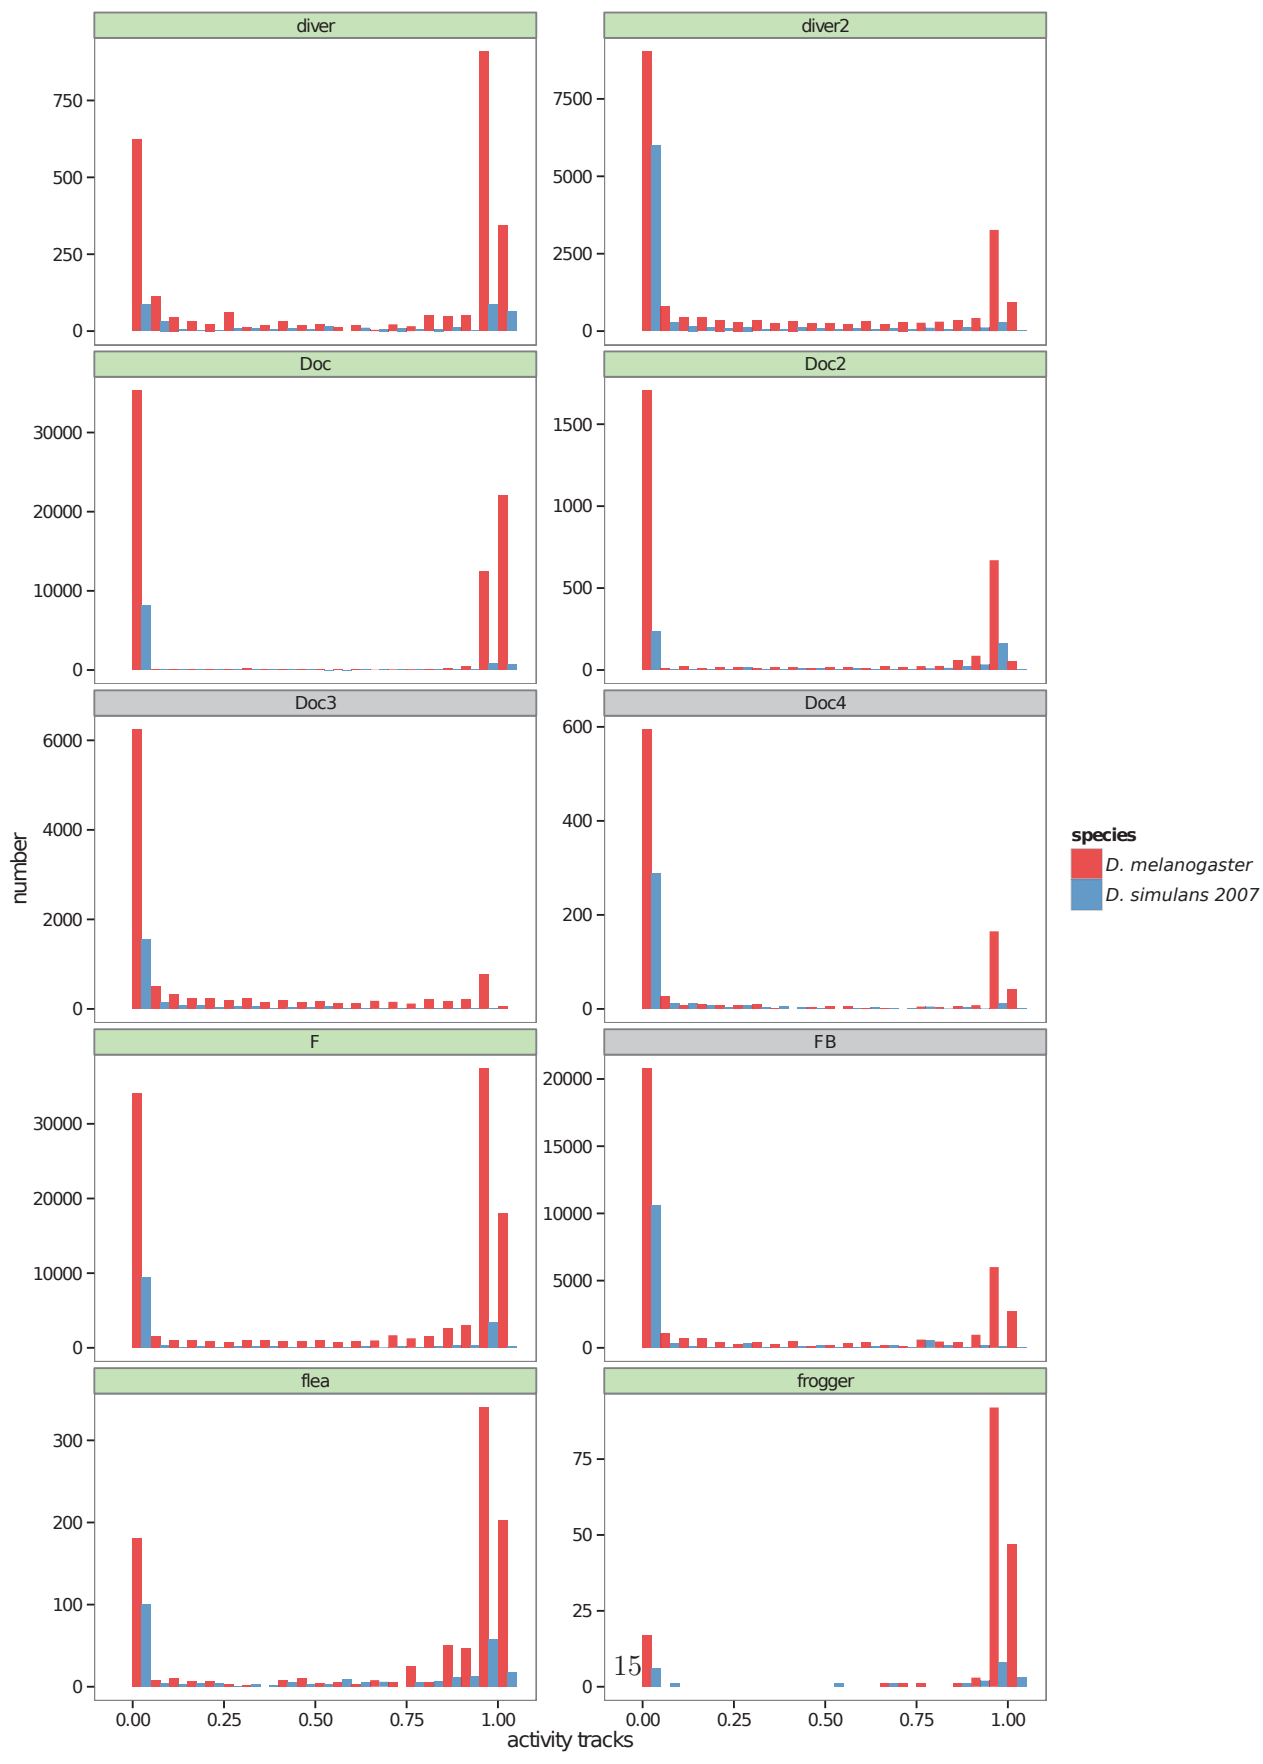 diver
diver2
750
500
250
0
7500
5000
2500
0
Doc
Doc2
30000
20000
10000
0
1500
1000
500
0
Doc3
Doc4
6000
4000
2000
0
600
400
200
0
F
FB
30000
20000
10000
0
20000
15000
10000
5000
0
flea
frogger
300
200
100
0
75
50
25
0
15
0.00 0.25 0.50 0.75 1.00
0.00 0.25 0.50 0.75 1.00
activity tracks
number
species
D. melanogaster
D. simulans 2007